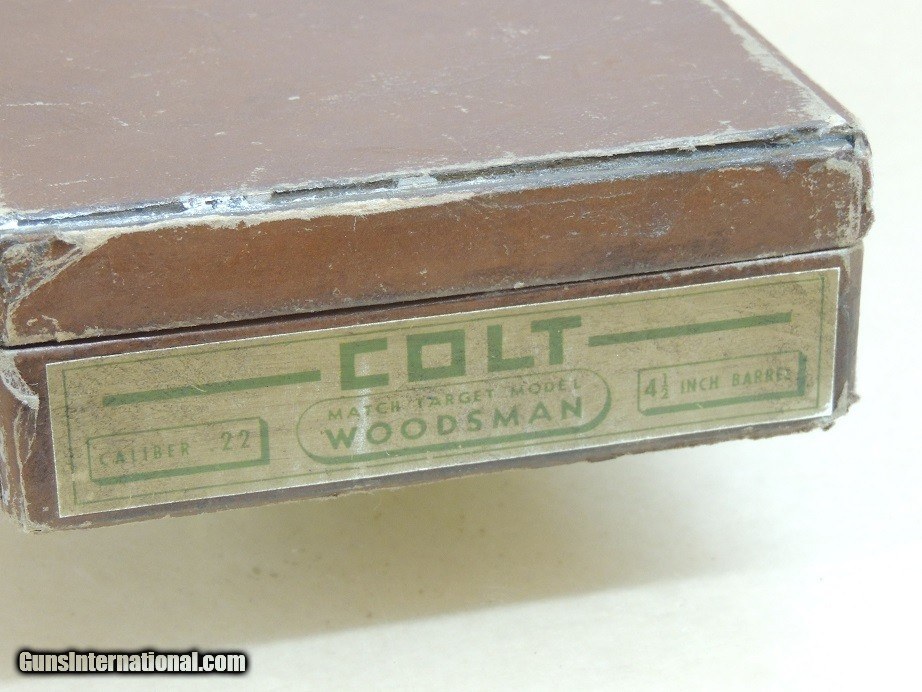 COLT
MATCH TARGET MODEL
WOODSMAN
CALIBER .22
4½ INCH BARREL
GunsInternational.com